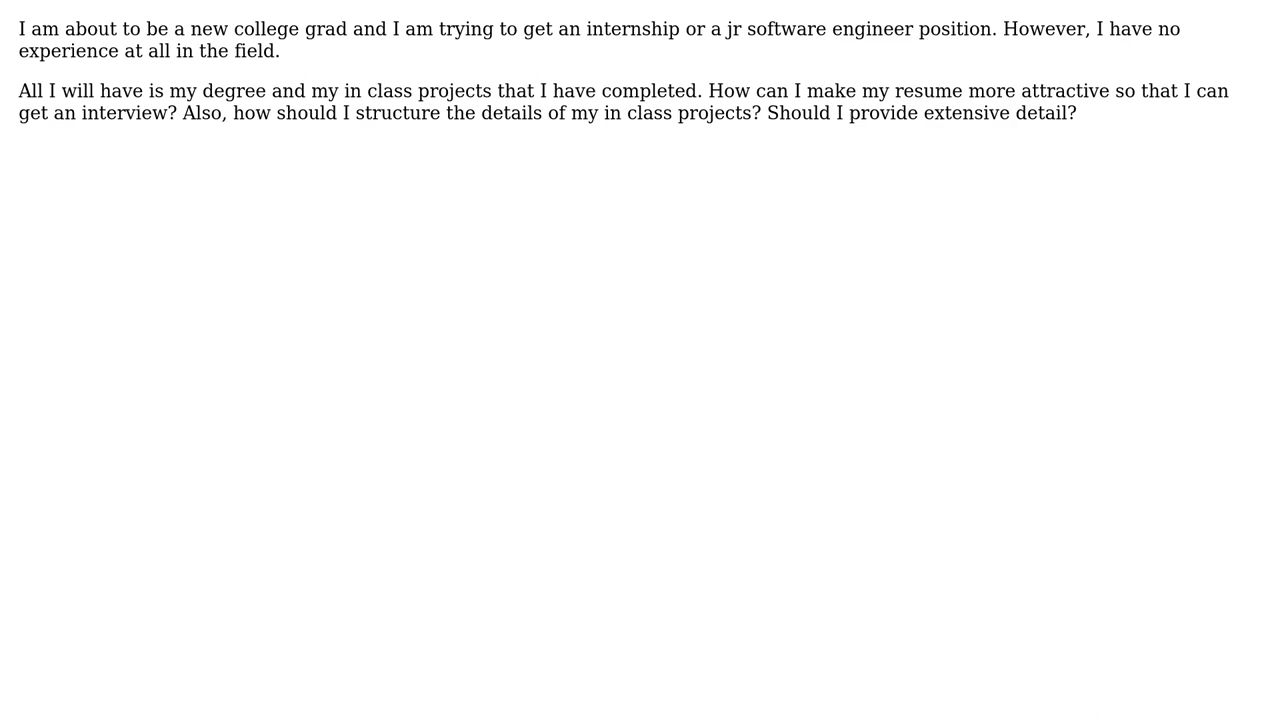 I am about to be a new college grad and I am trying to get an internship or a jr software engineer position. However, I have no
experience at all in the field.
All I will have is my degree and my in class projects that I have completed. How can I make my resume more attractive so that I can
get an interview? Also, how should I structure the details of my in class projects? Should I provide extensive detail?